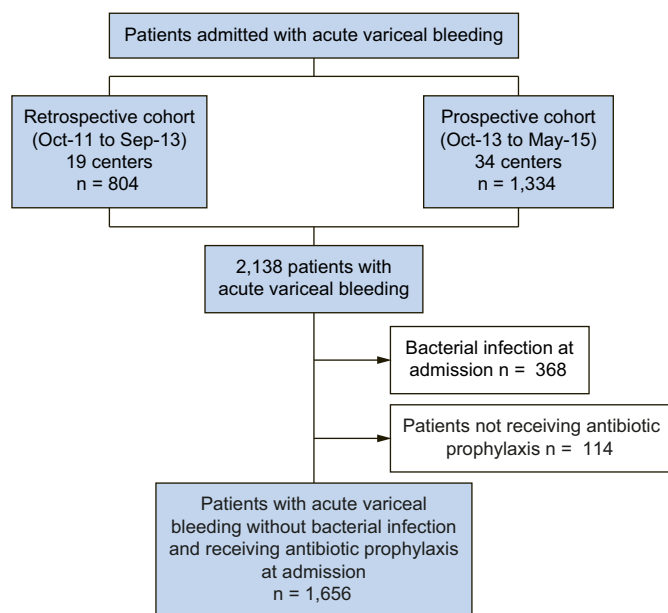 Patients admitted with acute variceal bleeding
Retrospective cohort
(Oct-11 to Sep-13)
19 centers
n = 804
Prospective cohort
(Oct-13 to May-15)
34 centers
n = 1,334
2,138 patients with
acute variceal bleeding
Bacterial infection at
admission n = 368
Patients not receiving antibiotic
prophylaxis n = 114
Patients with acute variceal
bleeding without bacterial infection
and receiving antibiotic prophylaxis
at admission
n = 1,656